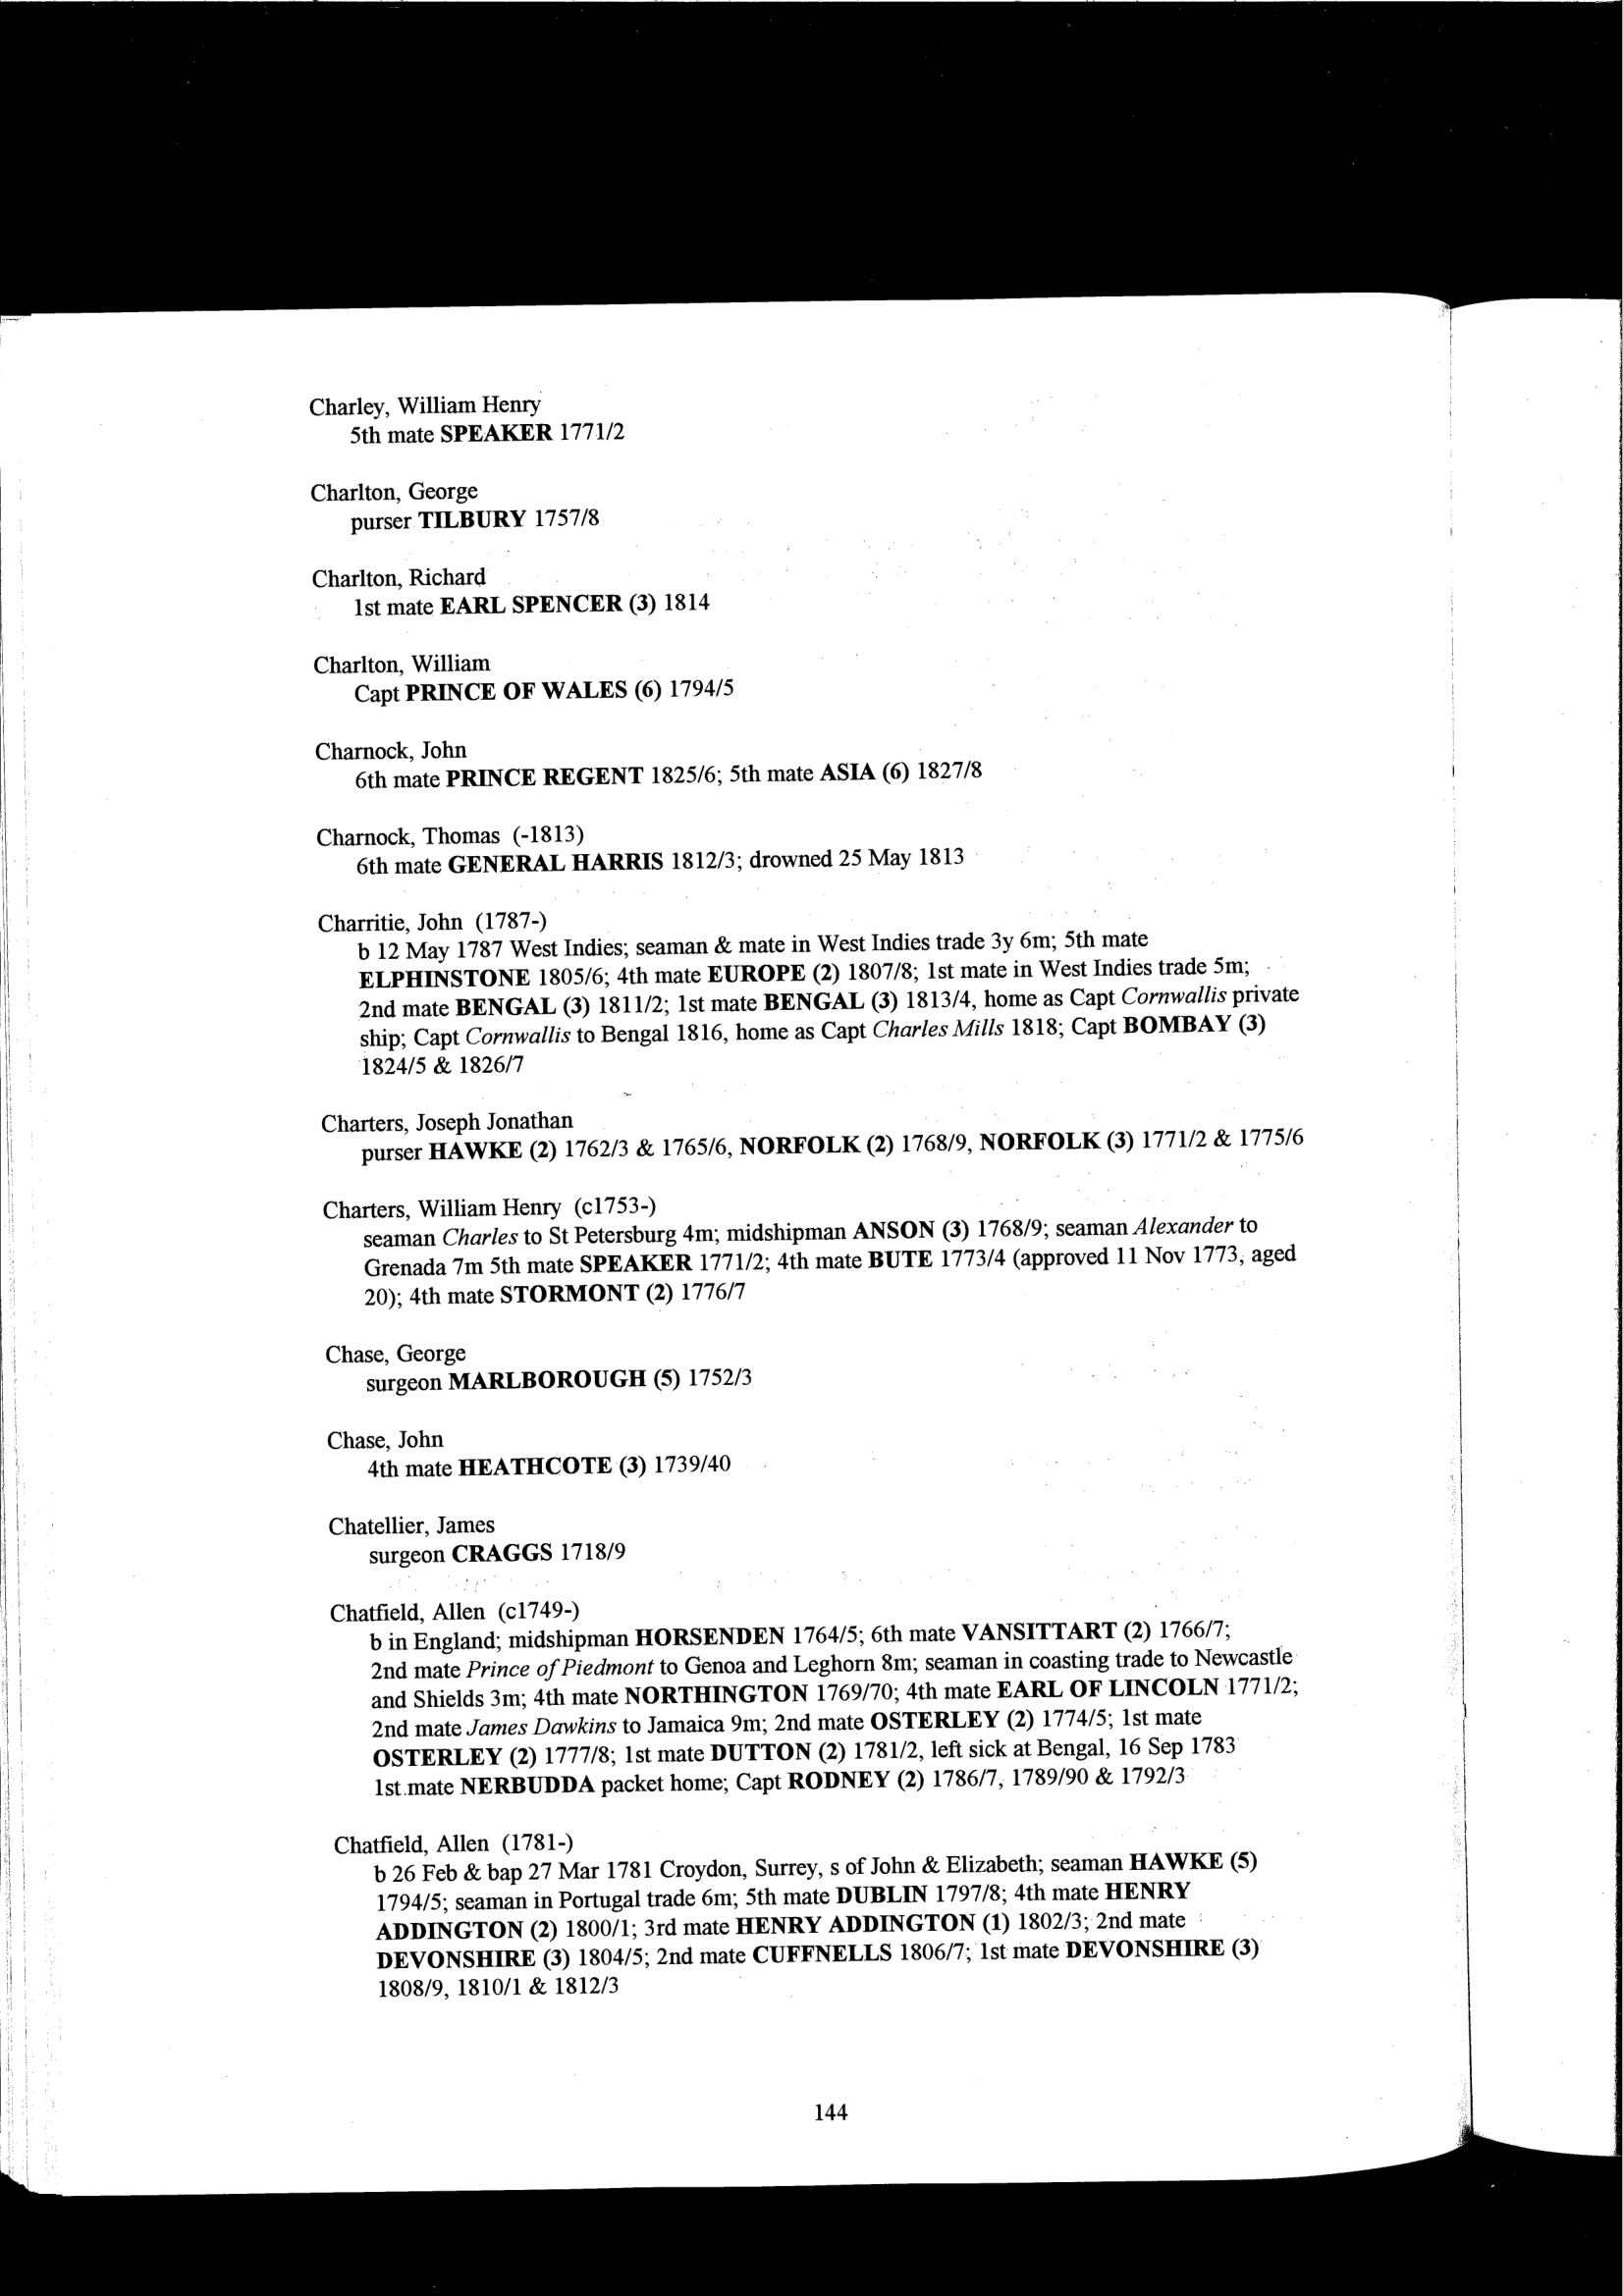 Charley, William Henry
5th mate SPEAKER 1771/2
Charlton, George
purser TILBURY 1757/8
Charlton, Richard
1st mate EARL SPENCER (3) 1814
Charlton, William
Capt PRINCE OF WALES (6) 1794/5
Charnock, John
6th mate PRINCE REGENT 1825/6; 5th mate ASIA (6) 1827/8
Charnock, Thomas (-1813)
6th mate GENERAL HARRIS 1812/3; drowned 25 May 1813
Charritie, John (1787-)
b 12 May 1787 West Indies; seaman & mate in West Indies trade 3y 6m; 5th mate
ELPHINSTONE 1805/6; 4th mate EUROPE (2) 1807/8; 1st mate in West Indies trade 5m;
2nd mate BENGAL (3) 1811/2; 1st mate BENGAL (3) 1813/4, home as Capt Cornwallis private
ship; Capt Cornwallis to Bengal 1816, home as Capt Charles Mills 1818; Capt BOMBAY (3)
1824/5 & 1826/7
Charters, Joseph Jonathan
purser HAWKE (2) 1762/3 & 1765/6, NORFOLK (2) 1768/9, NORFOLK (3) 1771/2 & 1775/6
Charters, William Henry (c1753-)
seaman Charles to St Petersburg 4m; midshipman ANSON (3) 1768/9; seaman Alexander to
Grenada 7m 5th mate SPEAKER 1771/2; 4th mate BUTE 1773/4 (approved 11 Nov 1773, aged
20); 4th mate STORMONT (2) 1776/7
Chase, George
surgeon MARLBOROUGH (5) 1752/3
Chase, John
4th mate HEATHCOTE (3) 1739/40
Chatellier, James
surgeon CRAGGS 1718/9
Chatfield, Allen (c1749-)
b in England; midshipman HORSENDEN 1764/5; 6th mate VANSITTART (2) 1766/7;
2nd mate Prince of Piedmont to Genoa and Leghorn 8m; seaman in coasting trade to Newcastle
and Shields 3m; 4th mate NORTHINGTON 1769/70; 4th mate EARL OF LINCOLN 1771/2;
2nd mate James Dawkins to Jamaica 9m; 2nd mate OSTERLEY (2) 1774/5; 1st mate
OSTERLEY (2) 1777/8; 1st mate DUTTON (2) 1781/2, left sick at Bengal, 16 Sep 1783
1st mate NERBUDDA packet home; Capt RODNEY (2) 1786/7, 1789/90 & 1792/3
Chatfield, Allen (1781-)
b 26 Feb & bap 27 Mar 1781 Croydon, Surrey, s of John & Elizabeth; seaman HAWKE (5)
1794/5; seaman in Portugal trade 6m; 5th mate DUBLIN 1797/8; 4th mate HENRY
ADDINGTON (2) 1800/1; 3rd mate HENRY ADDINGTON (1) 1802/3; 2nd mate
DEVONSHIRE (3) 1804/5; 2nd mate CUFFNELLS 1806/7; 1st mate DEVONSHIRE (3)
1808/9, 1810/1 & 1812/3
144